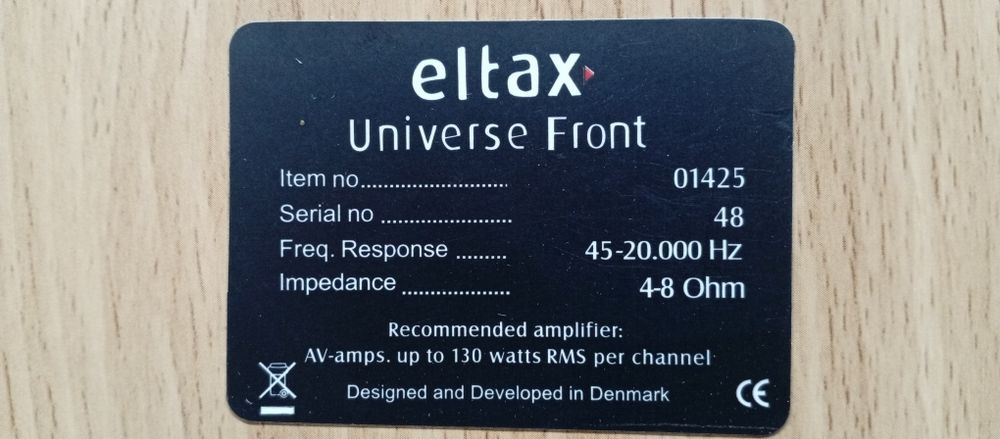 eltax
Universe Front
Item no.......................... 01425
Serial no ....................... 48
Freq. Response ......... 45-20.000 Hz
Impedance ................... 4-8 Ohm
Recommended amplifier:
AV-amps. up to 130 watts RMS per channel
Designed and Developed in Denmark
CE